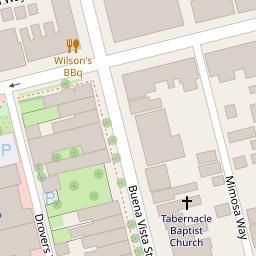 Wilson's
BBq
P
P
Drovers
Buena Vista St
Tabernacle
Baptist
Church
Mimosa Way